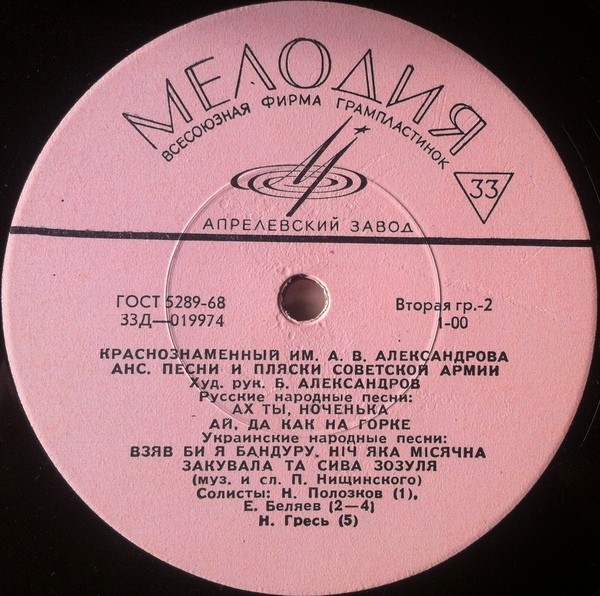 МЕЛОДИЯ
ВСЕСОЮЗНАЯ ФИРМА ГРАМПЛАСТИНОК
33
АПРЕЛЕВСКИЙ ЗАВОД
ГОСТ 5289-68 Вторая гр.-2
33Д—019974 1-00
КРАСНОЗНАМЕННЫЙ ИМ. А. В. АЛЕКСАНДРОВА
АНС. ПЕСНИ И ПЛЯСКИ СОВЕТСКОЙ АРМИИ
Худ. рук. Б. АЛЕКСАНДРОВ
Русские народные песни:
АХ ТЫ, НОЧЕНЬКА
АЙ, ДА КАК НА ГОРКЕ
Украинские народные песни:
ВЗЯВ БИ Я БАНДУРУ, НІЧ ЯКА МІСЯЧНА
ЗАКУВАЛА ТА СИВА ЗОЗУЛЯ
(муз. и сл. П. Нищинского)
Солисты: Н. Полозков (1),
Е. Беляев (2—4)
Н. Гресь (5)